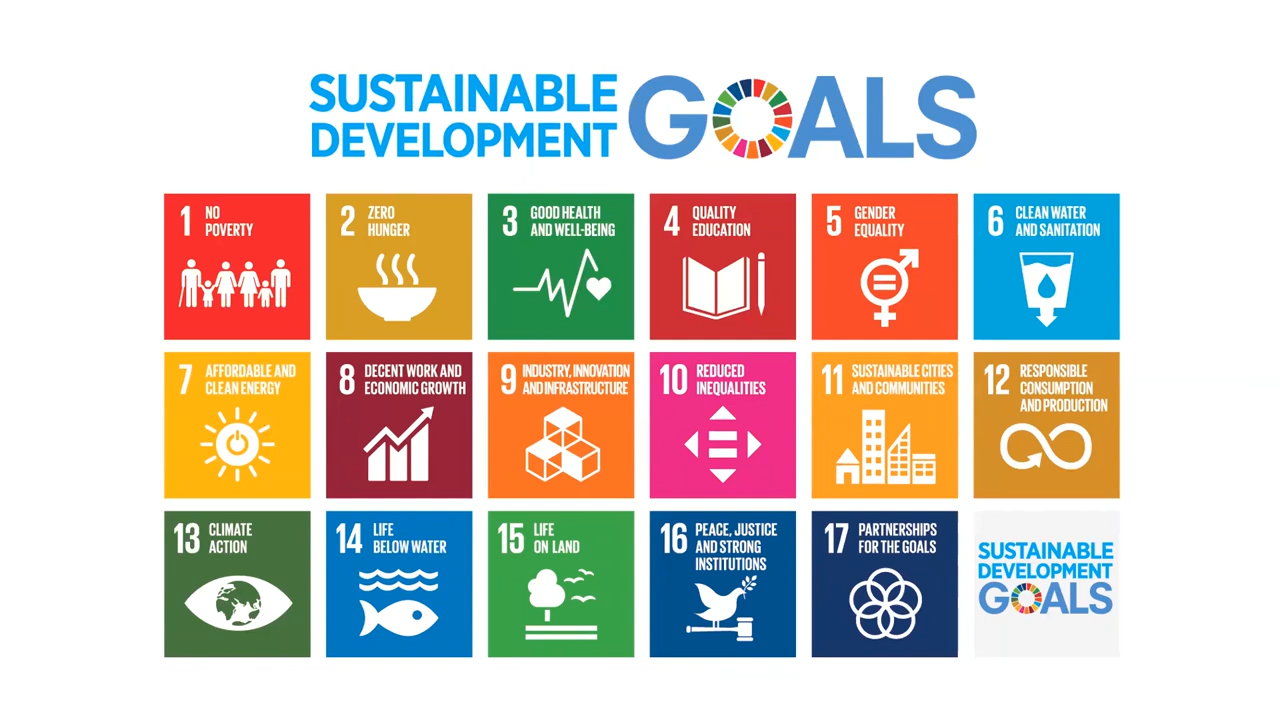 SUSTAINABLE
DEVELOPMENT
GOALS
1 NO
POVERTY
2 ZERO
HUNGER
3 GOOD HEALTH
AND WELL-BEING
4 QUALITY
EDUCATION
5 GENDER
EQUALITY
6 CLEAN WATER
AND SANITATION
7 AFFORDABLE AND
CLEAN ENERGY
8 DECENT WORK AND
ECONOMIC GROWTH
9 INDUSTRY, INNOVATION
AND INFRASTRUCTURE
10 REDUCED
INEQUALITIES
11 SUSTAINABLE CITIES
AND COMMUNITIES
12 RESPONSIBLE
CONSUMPTION
AND PRODUCTION
13 CLIMATE
ACTION
14 LIFE
BELOW WATER
15 LIFE
ON LAND
16 PEACE, JUSTICE
AND STRONG
INSTITUTIONS
17 PARTNERSHIPS
FOR THE GOALS
SUSTAINABLE
DEVELOPMENT
GOALS